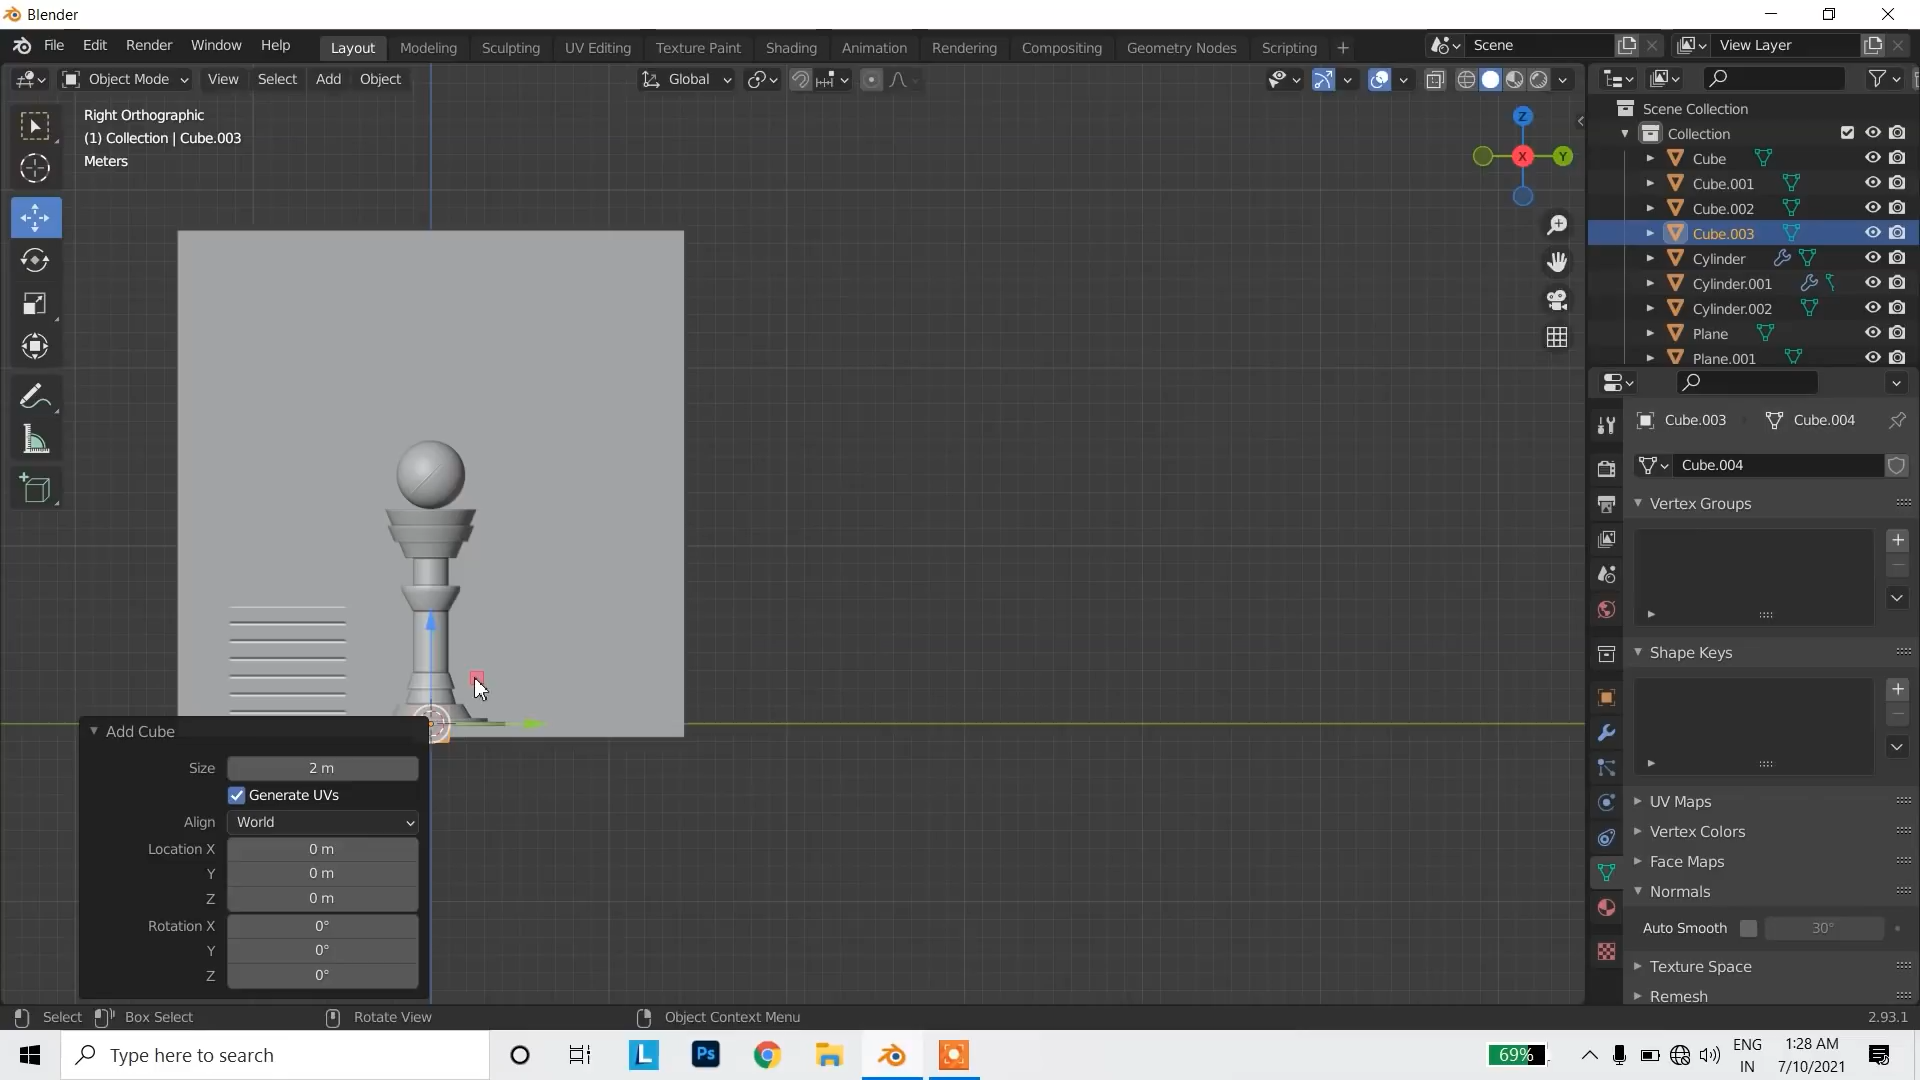 Blender
File Edit Render Window Help Layout Modeling Sculpting UV Editing Texture Paint Shading Animation Rendering Compositing Geometry Nodes Scripting + Scene View Layer
Object Mode View Select Add Object Global
Right Orthographic
(1) Collection | Cube.003
Meters
Z
X
Y
Scene Collection
Collection
Cube
Cube.001
Cube.002
Cube.003
Cylinder
Cylinder.001
Cylinder.002
Plane
Plane.001
Cube.003 Cube.004
Cube.004
Vertex Groups
Shape Keys
UV Maps
Vertex Colors
Face Maps
Normals
Auto Smooth 30°
Texture Space
Remesh
Add Cube
Size 2 m
Generate UVs
Align World
Location X 0 m
Y 0 m
Z 0 m
Rotation X 0°
Y 0°
Z 0°
Select Box Select Rotate View Object Context Menu 2.93.1
Type here to search
L
Ps
69%
ENG
IN
1:28 AM
7/10/2021